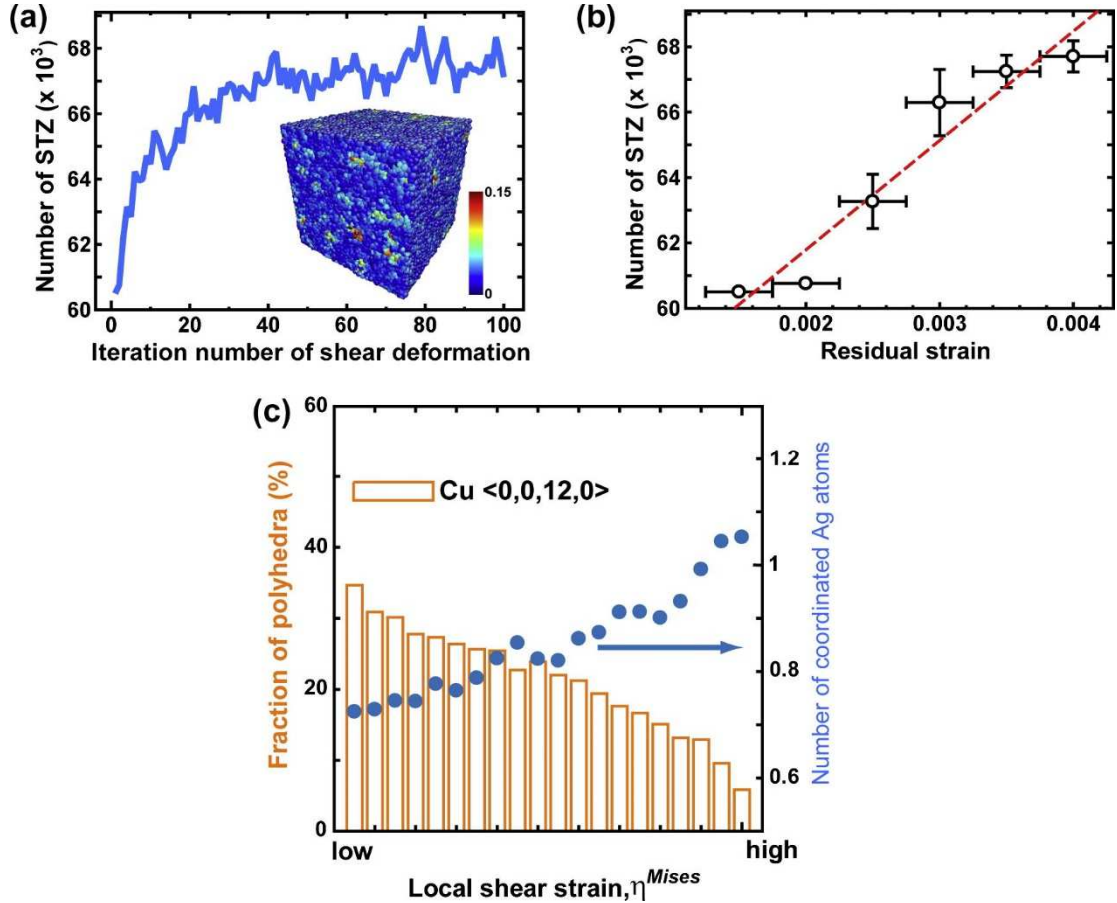 (a)
Number of STZ (x 10³)
68
66
64
62
60
0.15
0
0 20 40 60 80 100
Iteration number of shear deformation
(b)
Number of STZ (x 10³)
68
66
64
62
60
0.002 0.003 0.004
Residual strain
(c)
Fraction of polyhedra (%)
60
40
20
0
Cu <0,0,12,0>
1.2
1
0.8
0.6
Number of coordinated Ag atoms
low high
Local shear strain,η^Mises